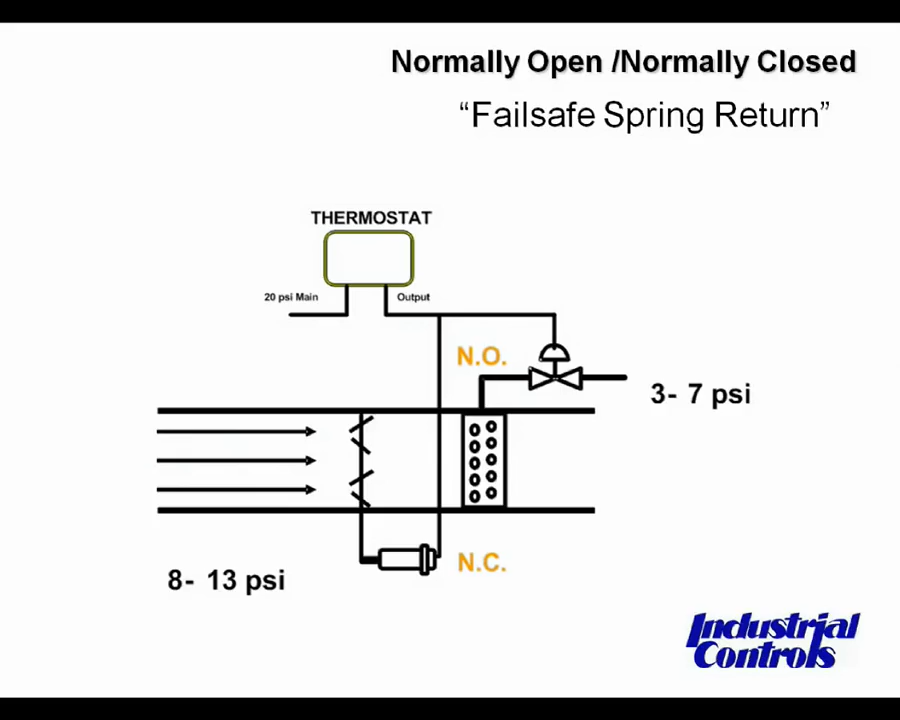 Normally Open /Normally Closed
“Failsafe Spring Return”
THERMOSTAT
20 psi Main
Output
N.O.
3- 7 psi
N.C.
8- 13 psi
Industrial
Controls